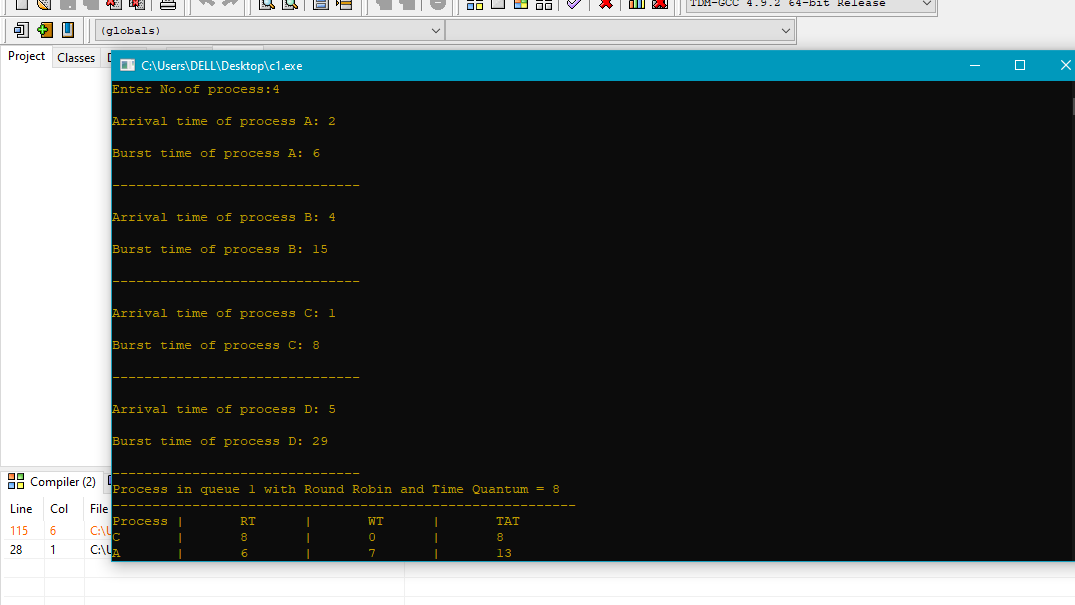 TDM-GCC 4.9.2 64-bit Release
(globals)
Project Classes
C:\Users\DELL\Desktop\c1.exe
Enter No.of process:4
Arrival time of process A: 2
Burst time of process A: 6
-------------------------------
Arrival time of process B: 4
Burst time of process B: 15
-------------------------------
Arrival time of process C: 1
Burst time of process C: 8
-------------------------------
Arrival time of process D: 5
Burst time of process D: 29
-------------------------------
Process in queue 1 with Round Robin and Time Quantum = 8
----------------------------------------------------------
Process | RT | WT | TAT
C | 8 | 0 | 8
A | 6 | 7 | 13
Compiler (2)
Line Col File
115 6 C:\U
28 1 C:\U